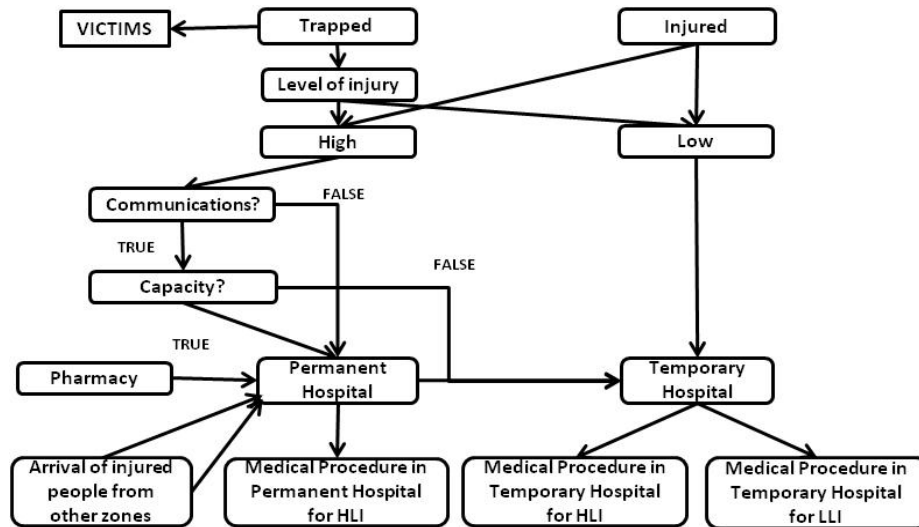 VICTIMS
Trapped
Injured
Level of injury
High
Low
Communications?
FALSE
TRUE
FALSE
Capacity?
TRUE
Pharmacy
Permanent
Hospital
Temporary
Hospital
Arrival of injured
people from
other zones
Medical Procedure in
Permanent Hospital
for HLI
Medical Procedure in
Temporary Hospital
for HLI
Medical Procedure in
Temporary Hospital
for LLI